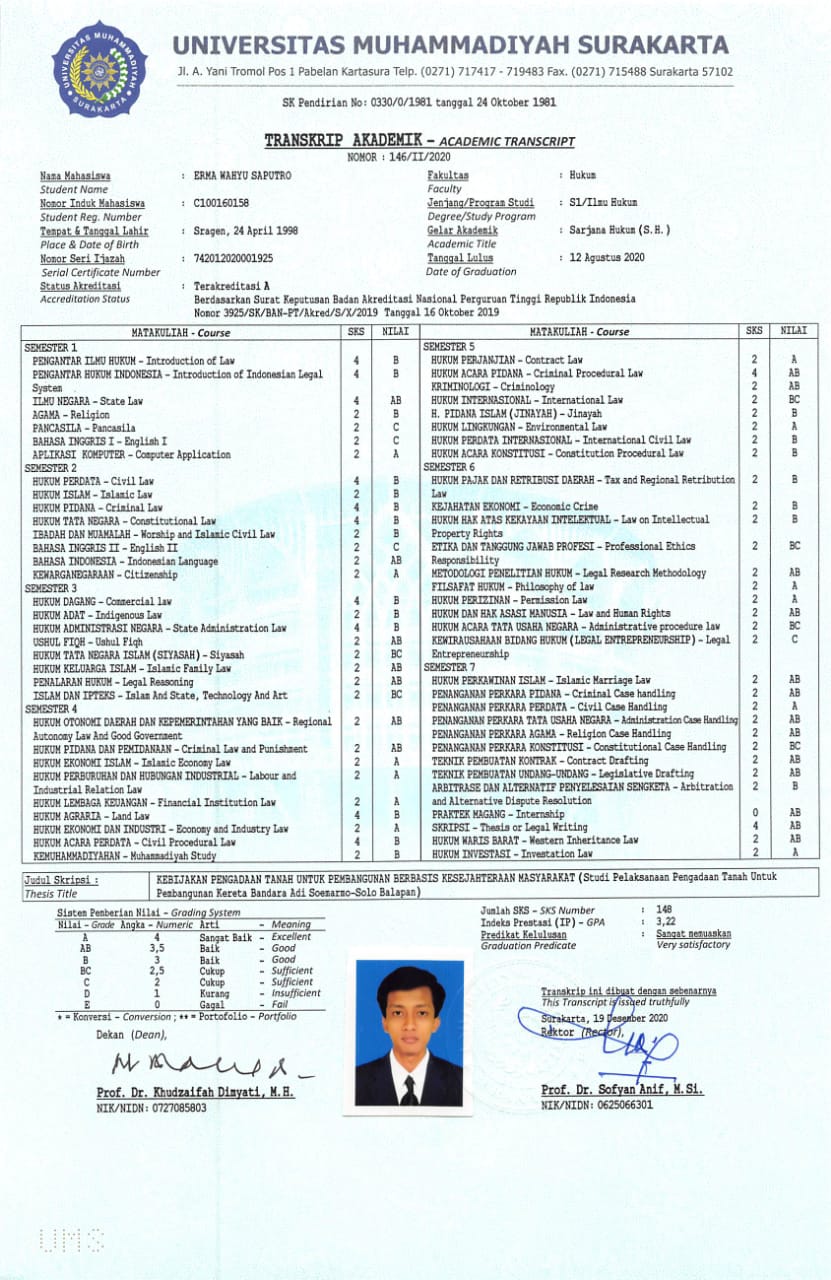 UNIVERSITAS MUHAMMADIYAH SURAKARTA
UNIVERSITAS MUHAMMADIYAH SURAKARTA
Jl. A. Yani Tromol Pos 1 Pabelan Kartasura Telp. (0271) 717417 - 719483 Fax. (0271) 715488 Surakarta 57102
SK Pendirian No: 0330/O/1981 tanggal 24 Oktober 1981
TRANSKRIP AKADEMIK – ACADEMIC TRANSCRIPT
NOMOR : 146/II/2020
Nama Mahasiswa : ERMA WAHYU SAPUTRO
Student Name
Nomor Induk Mahasiswa : C100160158
Student Reg. Number
Tempat & Tanggal Lahir : Sragen, 24 April 1998
Place & Date of Birth
Nomor Seri Ijazah : 742012020001925
Serial Certificate Number
Status Akreditasi : Terakreditasi A
Accreditation Status
Berdasarkan Surat Keputusan Badan Akreditasi Nasional Perguruan Tinggi Republik Indonesia
Nomor 3925/SK/BAN-PT/Akred/S/X/2019 Tanggal 16 Oktober 2019
Fakultas : Hukum
Faculty
Jenjang/Program Studi : S1/Ilmu Hukum
Degree/Study Program
Gelar Akademik : Sarjana Hukum (S.H.)
Academic Title
Tanggal Lulus : 12 Agustus 2020
Date of Graduation
MATAKULIAH - Course SKS NILAI
SEMESTER 1
PENGANTAR ILMU HUKUM – Introduction of Law 4 B
PENGANTAR HUKUM INDONESIA – Introduction of Indonesian Legal 4 B
System
ILMU NEGARA – State Law 4 AB
AGAMA – Religion 2 B
PANCASILA – Pancasila 2 C
BAHASA INGGRIS I – English I 2 C
APLIKASI KOMPUTER – Computer Application 2 A
SEMESTER 2
HUKUM PERDATA – Civil Law 4 B
HUKUM ISLAM – Islamic Law 2 B
HUKUM PIDANA – Criminal Law 4 B
HUKUM TATA NEGARA – Constitutional Law 4 B
IBADAH DAN MUAMALAH – Worship and Islamic Civil Law 2 B
BAHASA INGGRIS II – English II 2 C
BAHASA INDONESIA – Indonesian Language 2 AB
KEWARGANEGARAAN – Citizenship 2 A
SEMESTER 3
HUKUM DAGANG – Commercial law 4 B
HUKUM ADAT – Indigenous Law 2 B
HUKUM ADMINISTRASI NEGARA – State Administration Law 4 B
USHUL FIQH – Ushul Fiqh 2 AB
HUKUM TATA NEGARA ISLAM (SIYASAH) – Siyasah 2 BC
HUKUM KELUARGA ISLAM – Islamic Family Law 2 AB
PENALARAN HUKUM – Legal Reasoning 2 AB
ISLAM DAN IPTEKS – Islam And State, Technology And Art 2 BC
SEMESTER 4
HUKUM OTONOMI DAERAH DAN KEPEMERINTAHAN YANG BAIK – Regional 2 AB
Autonomy Law And Good Government
HUKUM PIDANA DAN PEMIDANAAN – Criminal Law and Punishment 2 AB
HUKUM EKONOMI ISLAM – Islamic Economy Law 2 A
HUKUM PERBURUHAN DAN HUBUNGAN INDUSTRIAL – Labour and 2 A
Industrial Relation Law
HUKUM LEMBAGA KEUANGAN – Financial Institution Law 2 A
HUKUM AGRARIA – Land Law 4 B
HUKUM EKONOMI DAN INDUSTRI – Economy and Industry Law 2 A
HUKUM ACARA PERDATA – Civil Procedural Law 4 B
KEMUHAMMADIYAHAN – Muhammadiyah Study 2 B
MATAKULIAH - Course SKS NILAI
SEMESTER 5
HUKUM PERJANJIAN – Contract Law 2 A
HUKUM ACARA PIDANA – Criminal Procedural Law 4 AB
KRIMINOLOGI – Criminology 2 AB
HUKUM INTERNASIONAL – International Law 2 BC
H. PIDANA ISLAM (JINAYAH) – Jinayah 2 B
HUKUM LINGKUNGAN – Environmental Law 2 A
HUKUM PERDATA INTERNASIONAL – International Civil Law 2 B
HUKUM ACARA KONSTITUSI – Constitution Procedural Law 2 B
SEMESTER 6
HUKUM PAJAK DAN RETRIBUSI DAERAH – Tax and Regional Retribution 2 B
Law
KEJAHATAN EKONOMI – Economic Crime 2 B
HUKUM HAK ATAS KEKAYAAN INTELEKTUAL – Law on Intellectual 2 B
Property Rights
ETIKA DAN TANGGUNG JAWAB PROFESI – Professional Ethics 2 BC
Responsibility
METODOLOGI PENELITIAN HUKUM – Legal Research Methodology 2 AB
FILSAFAT HUKUM – Philosophy of law 2 A
HUKUM PERIZINAN – Permission Law 2 A
HUKUM DAN HAK ASASI MANUSIA – Law and Human Rights 2 AB
HUKUM ACARA TATA USAHA NEGARA – Administrative procedure law 2 BC
KEWIRAUSAHAAN BIDANG HUKUM (LEGAL ENTREPRENEURSHIP) – Legal 2 C
Entrepreneurship
SEMESTER 7
HUKUM PERKAWINAN ISLAM – Islamic Marriage Law 2 AB
PENANGANAN PERKARA PIDANA – Criminal Case handling 2 AB
PENANGANAN PERKARA PERDATA – Civil Case Handling 2 A
PENANGANAN PERKARA TATA USAHA NEGARA – Administration Case Handling 2 AB
PENANGANAN PERKARA AGAMA – Religion Case Handling 2 AB
PENANGANAN PERKARA KONSTITUSI – Constitutional Case Handling 2 BC
TEKNIK PEMBUATAN KONTRAK – Contract Drafting 2 AB
TEKNIK PEMBUATAN UNDANG-UNDANG – Legislative Drafting 2 AB
ARBITRASE DAN ALTERNATIF PENYELESAIAN SENGKETA – Arbitration 2 B
and Alternative Dispute Resolution
PRAKTEK MAGANG – Internship 0 AB
SKRIPSI – Thesis or Legal Writing 4 AB
HUKUM WARIS BARAT – Western Inheritance Law 2 AB
HUKUM INVESTASI – Investation Law 2 A
Judul Skripsi : KEBIJAKAN PENGADAAN TANAH UNTUK PEMBANGUNAN BERBASIS KESEJAHTERAAN MASYARAKAT (Studi Pelaksanaan Pengadaan Tanah Untuk
Thesis Title Pembangunan Kereta Bandara Adi Soemarmo-Solo Balapan)
Sistem Pemberian Nilai – Grading System
Nilai – Grade Angka – Numeric Arti – Meaning
A 4 Sangat Baik – Excellent
AB 3,5 Baik – Good
B 3 Baik – Good
BC 2,5 Cukup – Sufficient
C 2 Cukup – Sufficient
D 1 Kurang – Insufficient
E 0 Gagal – Fail
* = Konversi – Conversion ; ** = Portofolio – Portfolio
Jumlah SKS – SKS Number : 148
Indeks Prestasi (IP) – GPA : 3,22
Predikat Kelulusan : Sangat memuaskan
Graduation Predicate Very satisfactory
Transkrip ini dibuat dengan sebenarnya
This Transcript is issued truthfully
Surakarta, 19 Desember 2020
Dekan (Dean),
Rektor (Rector),
Prof. Dr. Khudzaifah Dimyati, M.H.
NIK/NIDN: 0727085803
Prof. Dr. Sofyan Anif, M.Si.
NIK/NIDN: 0625066301
UMS